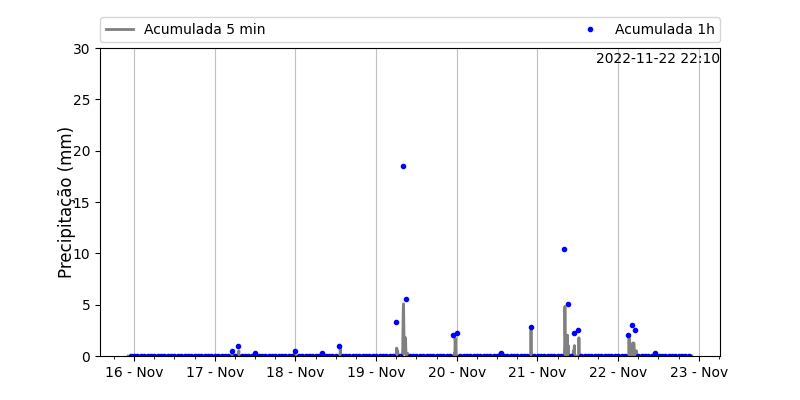 Acumulada 5 min
Acumulada 1h
2022-11-22 22:10
Precipitação (mm)
30
25
20
15
10
5
0
16 - Nov
17 - Nov
18 - Nov
19 - Nov
20 - Nov
21 - Nov
22 - Nov
23 - Nov